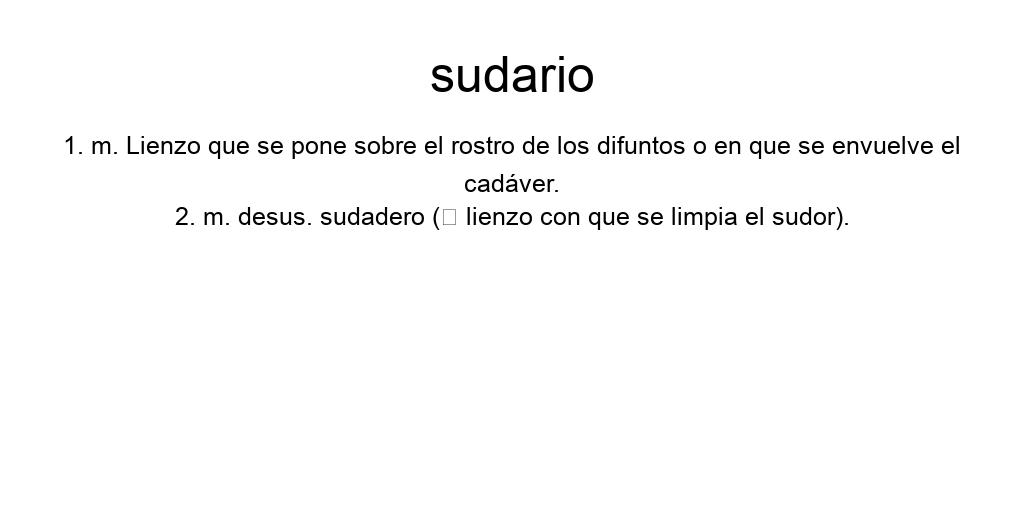 sudario
1. m. Lienzo que se pone sobre el rostro de los difuntos o en que se envuelve el
cadáver.
2. m. desus. sudadero (□ lienzo con que se limpia el sudor).